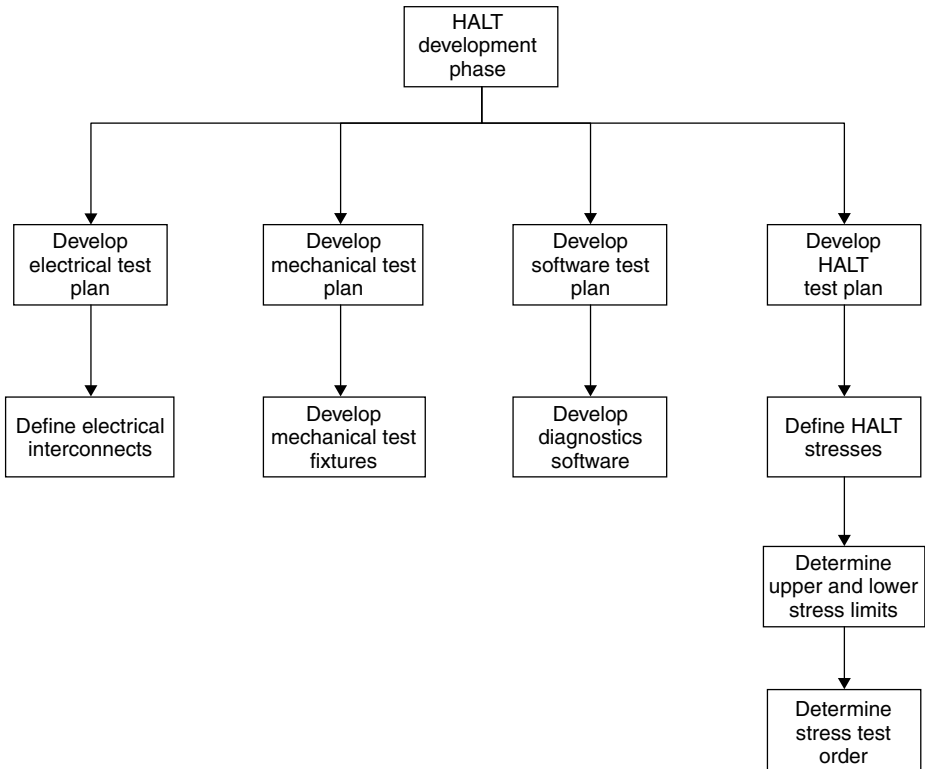 HALT
development
phase
Develop
electrical test
plan
Develop
mechanical test
plan
Develop
software test
plan
Develop
HALT
test plan
Define electrical
interconnects
Develop
mechanical test
fixtures
Develop
diagnostics
software
Define HALT
stresses
Determine
upper and lower
stress limits
Determine
stress test
order